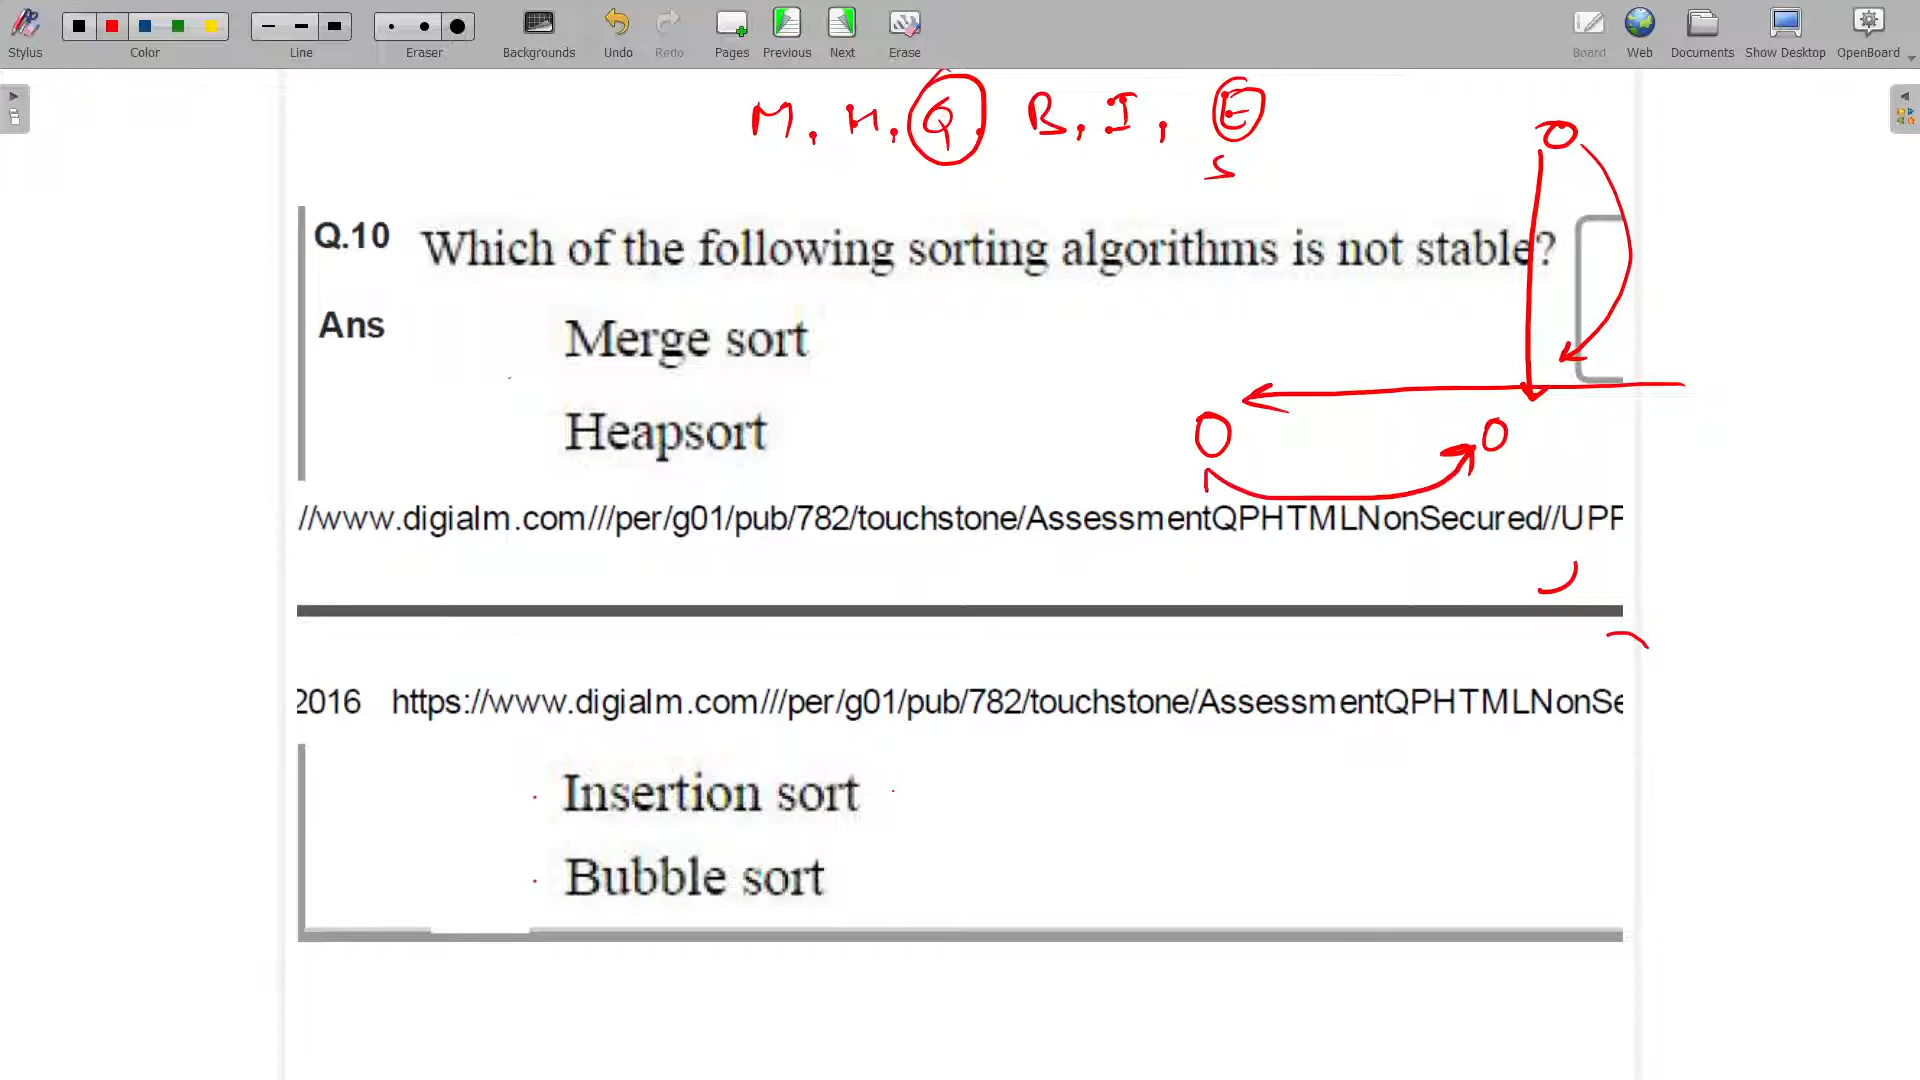 Stylus Color Line Eraser Backgrounds Undo Redo Pages Previous Next Erase Board Web Documents Show Desktop OpenBoard
M, H, Q, B, I, E
S
Q.10 Which of the following sorting algorithms is not stable?
Ans Merge sort
Heapsort
//www.digialm.com///per/g01/pub/782/touchstone/AssessmentQPHTMLNonSecured//UPF
2016 https://www.digialm.com///per/g01/pub/782/touchstone/AssessmentQPHTMLNonSe
Insertion sort
Bubble sort